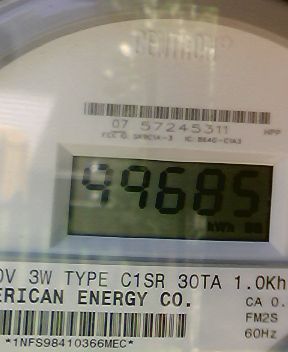 CENTRON
07 57245311
99685
kWh
0V 3W TYPE C1SR 30TA 1.0Kh
ERICAN ENERGY CO.
CA 0.
FM2S
60Hz
*1NFS98410366MEC*